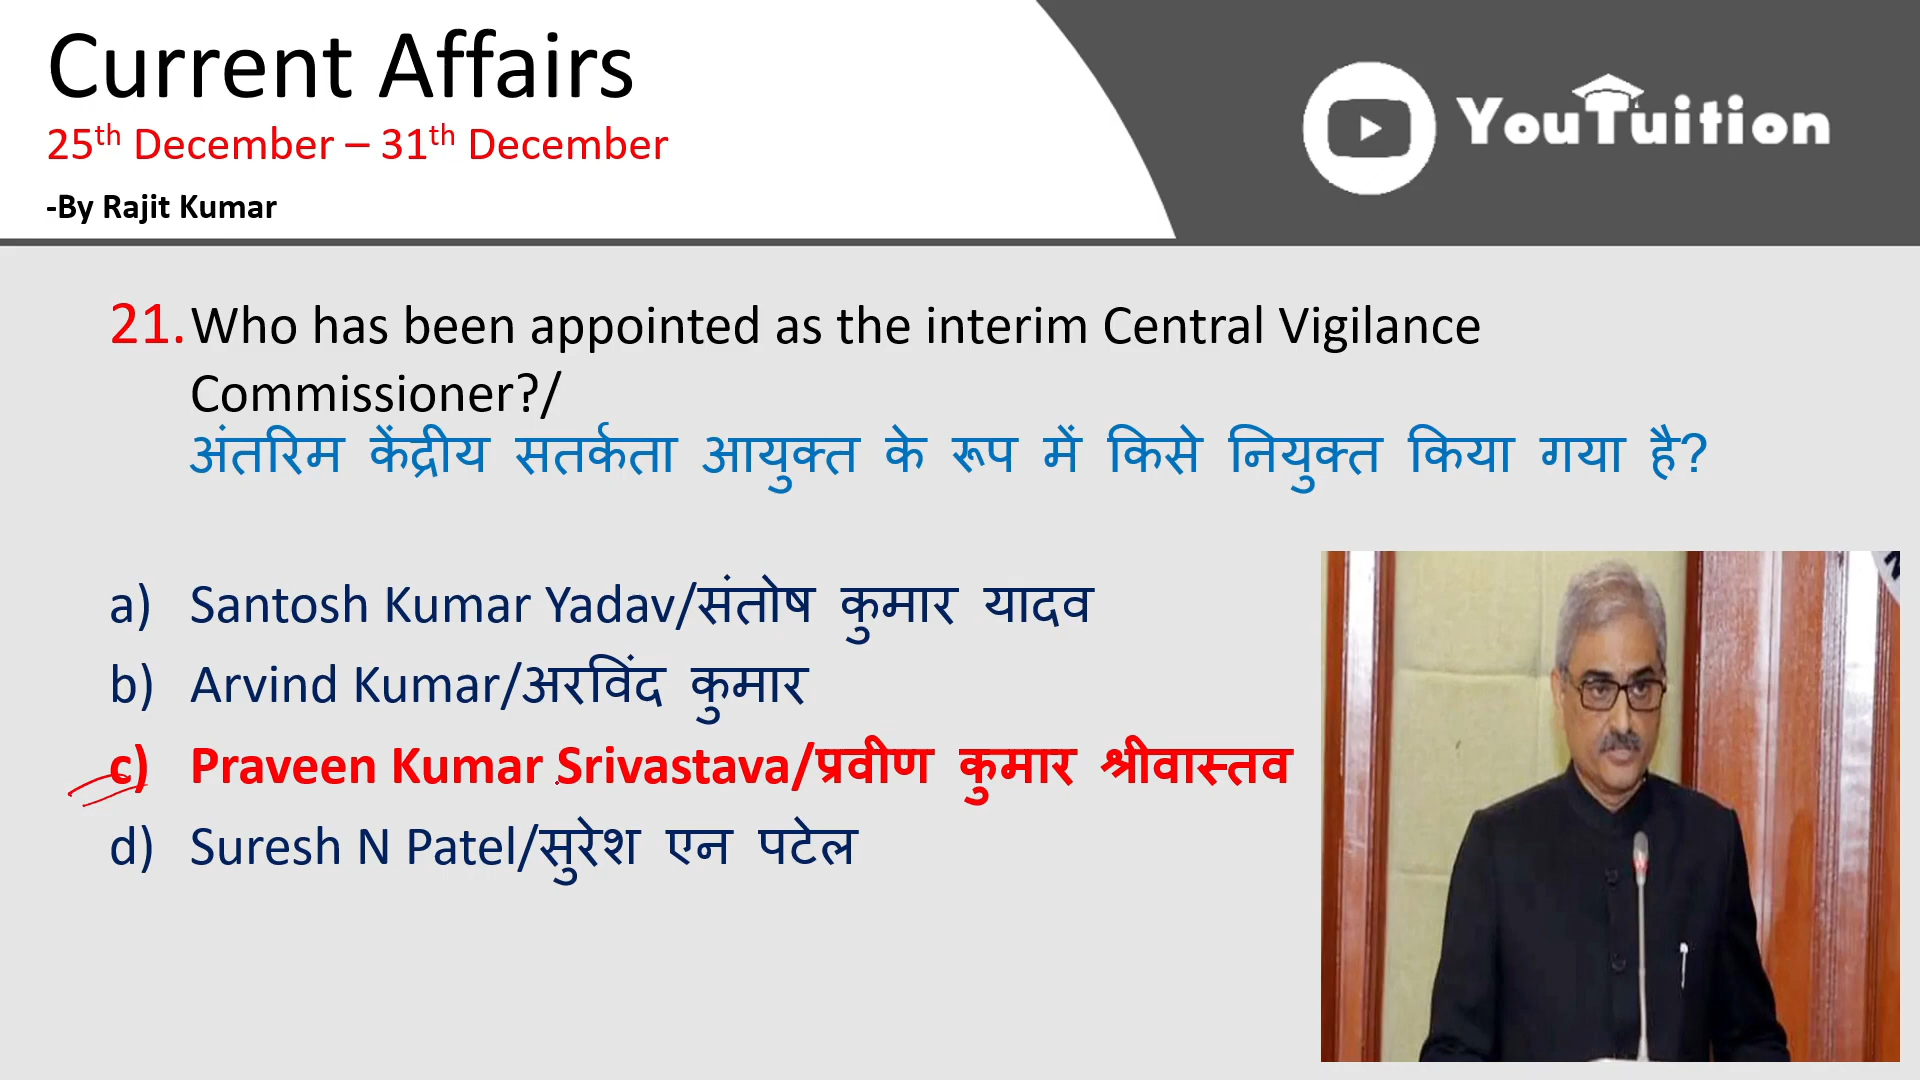 Current Affairs
25th December – 31th December
-By Rajit Kumar
YouTuition
21. Who has been appointed as the interim Central Vigilance
Commissioner?/
अंतरिम केंद्रीय सतर्कता आयुक्त के रूप में किसे नियुक्त किया गया है?
a) Santosh Kumar Yadav/संतोष कुमार यादव
b) Arvind Kumar/अरविंद कुमार
c) Praveen Kumar Srivastava/प्रवीण कुमार श्रीवास्तव
d) Suresh N Patel/सुरेश एन पटेल